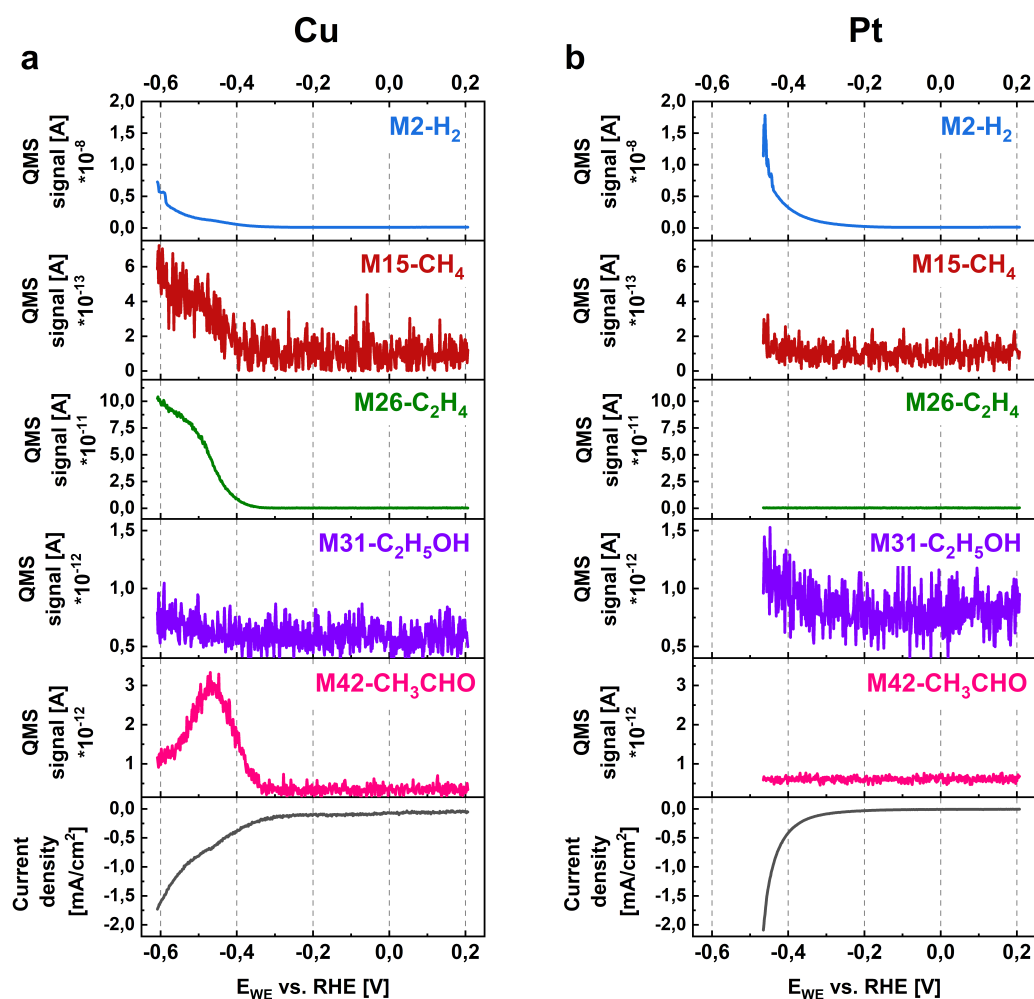 Cu
Pt
a
b
-0,6 -0,4 -0,2 0,0 0,2
-0,6 -0,4 -0,2 0,0 0,2
QMS
signal [A]
*10-8
2,0
1,5
1,0
0,5
0,0
M2-H2
QMS
signal [A]
*10-13
6
4
2
0
M15-CH4
QMS
signal [A]
*10-11
10,0
7,5
5,0
2,5
0,0
M26-C2H4
QMS
signal [A]
*10-12
1,5
1,0
0,5
M31-C2H5OH
QMS
signal [A]
*10-12
3
2
1
M42-CH3CHO
Current
density
[mA/cm2]
0,0
-0,5
-1,0
-1,5
-2,0
-0,6 -0,4 -0,2 0,0 0,2
EWE vs. RHE [V]
QMS
signal [A]
*10-8
2,0
1,5
1,0
0,5
0,0
M2-H2
QMS
signal [A]
*10-13
6
4
2
0
M15-CH4
QMS
signal [A]
*10-11
10,0
7,5
5,0
2,5
0,0
M26-C2H4
QMS
signal [A]
*10-12
1,5
1,0
0,5
M31-C2H5OH
QMS
signal [A]
*10-12
3
2
1
M42-CH3CHO
Current
density
[mA/cm2]
0,0
-0,5
-1,0
-1,5
-2,0
-0,6 -0,4 -0,2 0,0 0,2
EWE vs. RHE [V]